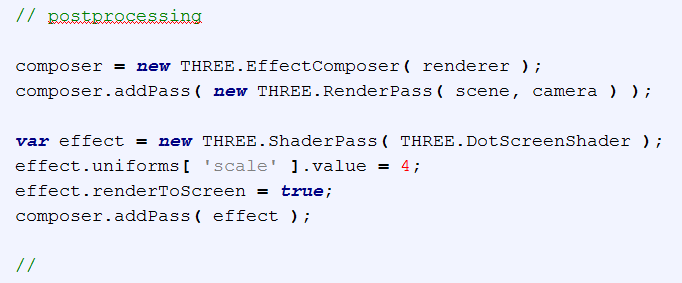 // postprocessing
composer = new THREE.EffectComposer( renderer );
composer.addPass( new THREE.RenderPass( scene, camera ) );
var effect = new THREE.ShaderPass( THREE.DotScreenShader );
effect.uniforms[ 'scale' ].value = 4;
effect.renderToScreen = true;
composer.addPass( effect );
//